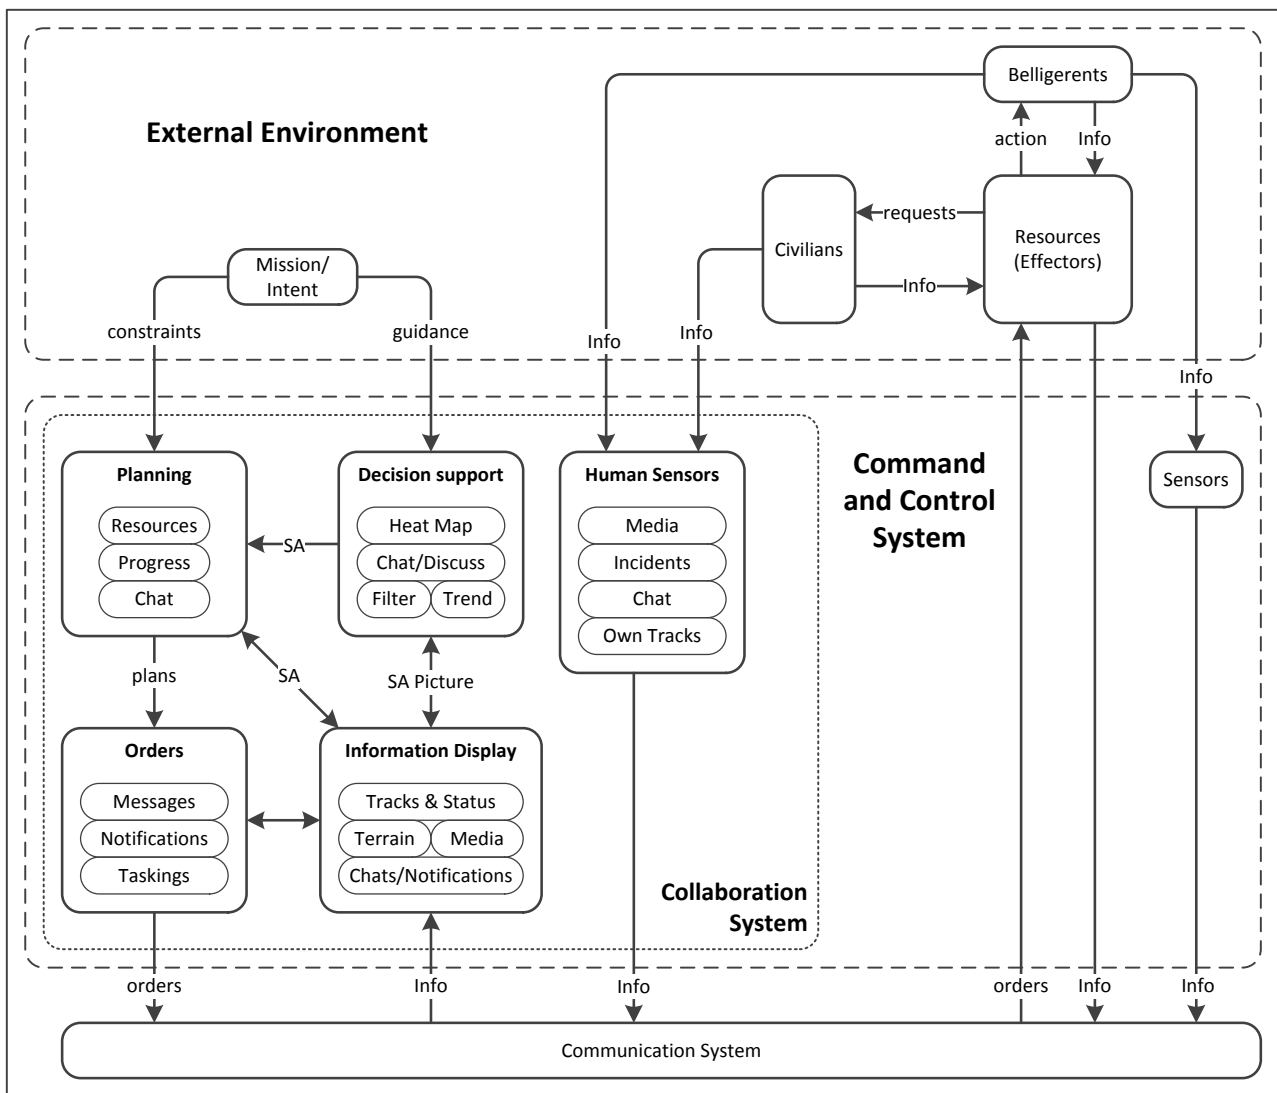 Belligerents
External Environment
action
Info
requests
Civilians
Resources
(Effectors)
Info
Mission/
Intent
constraints
guidance
Info
Info
Info
Planning
Resources
Progress
Chat
SA
Decision support
Heat Map
Chat/Discuss
Filter
Trend
Human Sensors
Media
Incidents
Chat
Own Tracks
Command
and Control
System
Sensors
plans
SA
SA Picture
Orders
Messages
Notifications
Taskings
Information Display
Tracks & Status
Terrain
Media
Chats/Notifications
Collaboration
System
orders
Info
Info
orders
Info
Info
Communication System